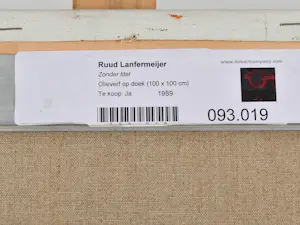 Ruud Lanfermeijer
Zonder titel
Olieverf op doek (100 x 100 cm)
Te koop: Ja 1989
093.019